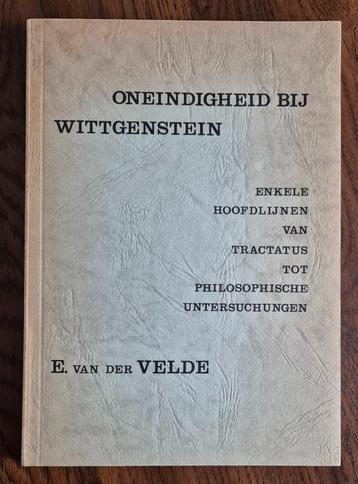 ONEINDIGHEID BIJ
WITTGENSTEIN
ENKELE
HOOFDLIJNEN
VAN
TRACTATUS
TOT
PHILOSOPHISCHE
UNTERSUCHUNGEN
E. VAN DER VELDE